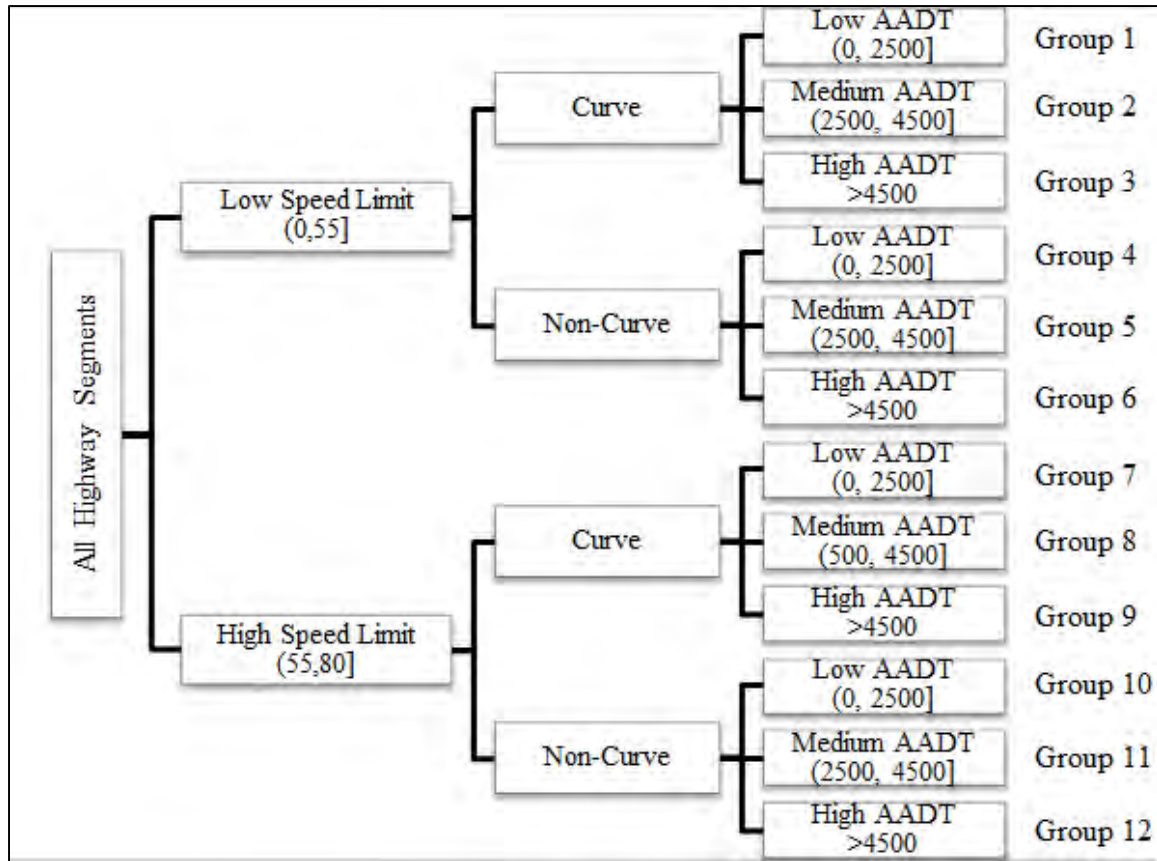 All Highway Segments
Low Speed Limit
(0,55]
High Speed Limit
(55,80]
Curve
Non-Curve
Curve
Non-Curve
Low AADT
(0, 2500]
Group 1
Medium AADT
(2500, 4500]
Group 2
High AADT
>4500
Group 3
Low AADT
(0, 2500]
Group 4
Medium AADT
(2500, 4500]
Group 5
High AADT
>4500
Group 6
Low AADT
(0, 2500]
Group 7
Medium AADT
(500, 4500]
Group 8
High AADT
>4500
Group 9
Low AADT
(0, 2500]
Group 10
Medium AADT
(2500, 4500]
Group 11
High AADT
>4500
Group 12